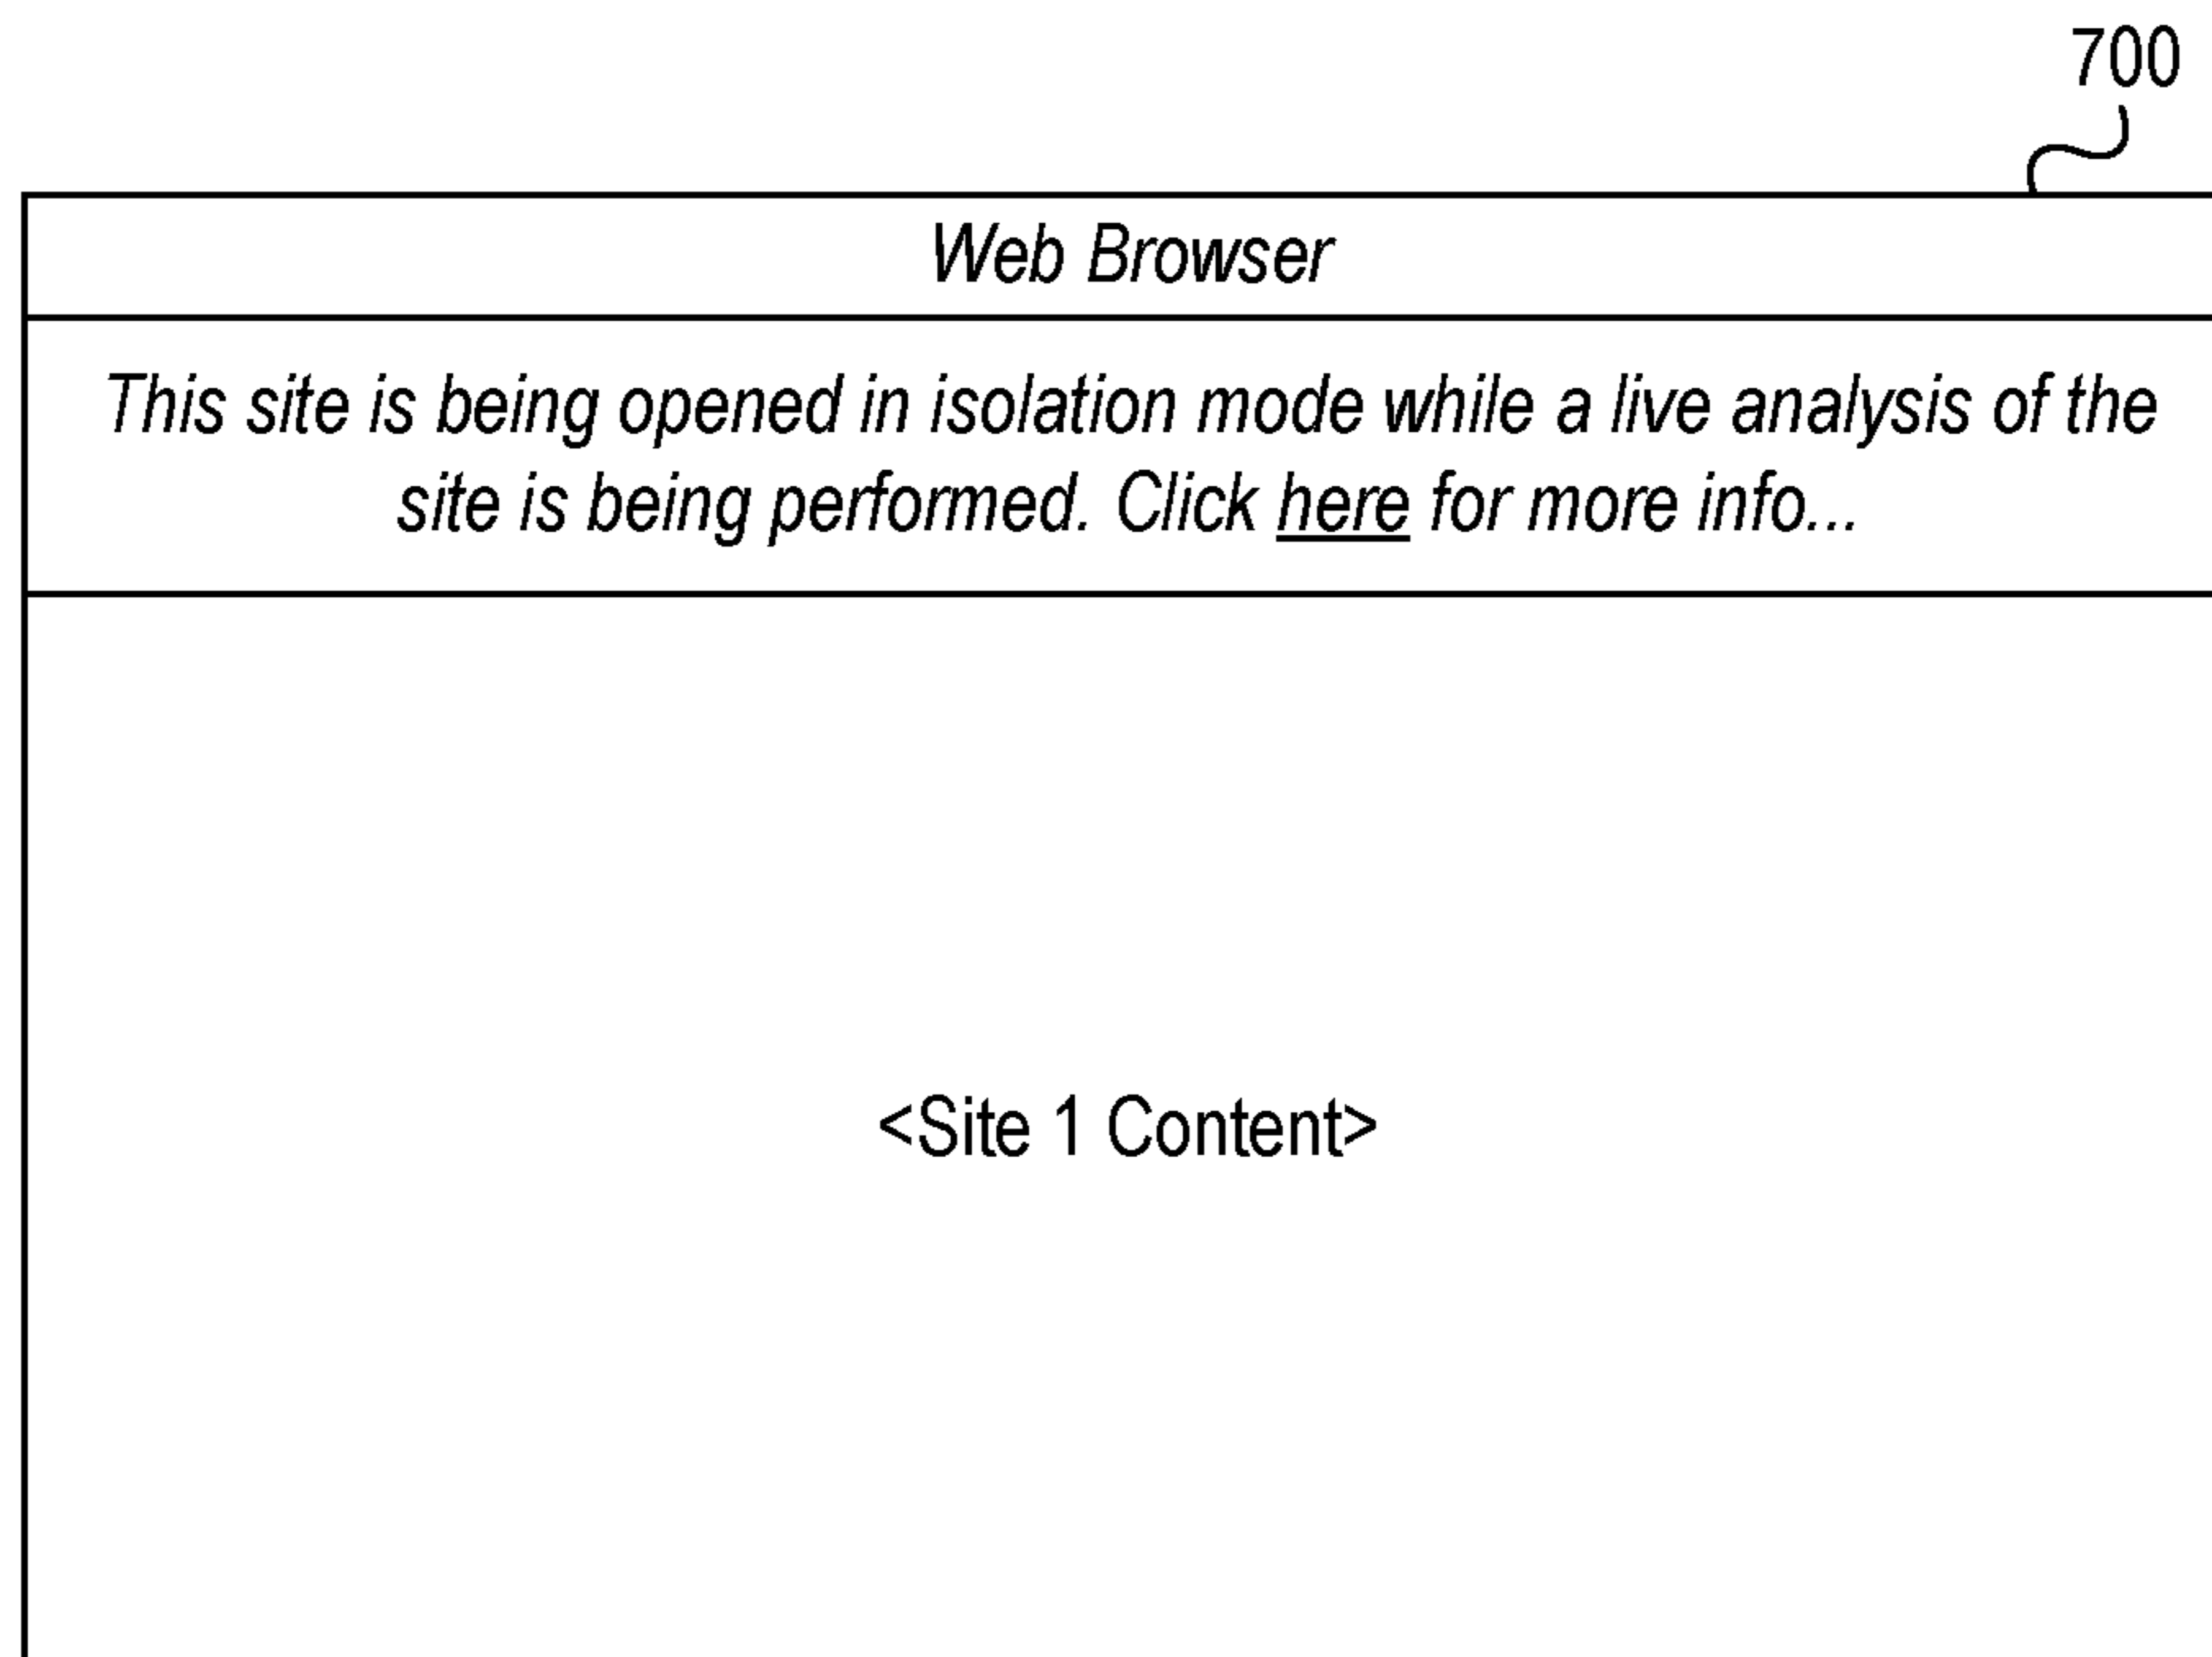 700
Web Browser
This site is being opened in isolation mode while a live analysis of the
site is being performed. Click here for more info...
<Site 1 Content>